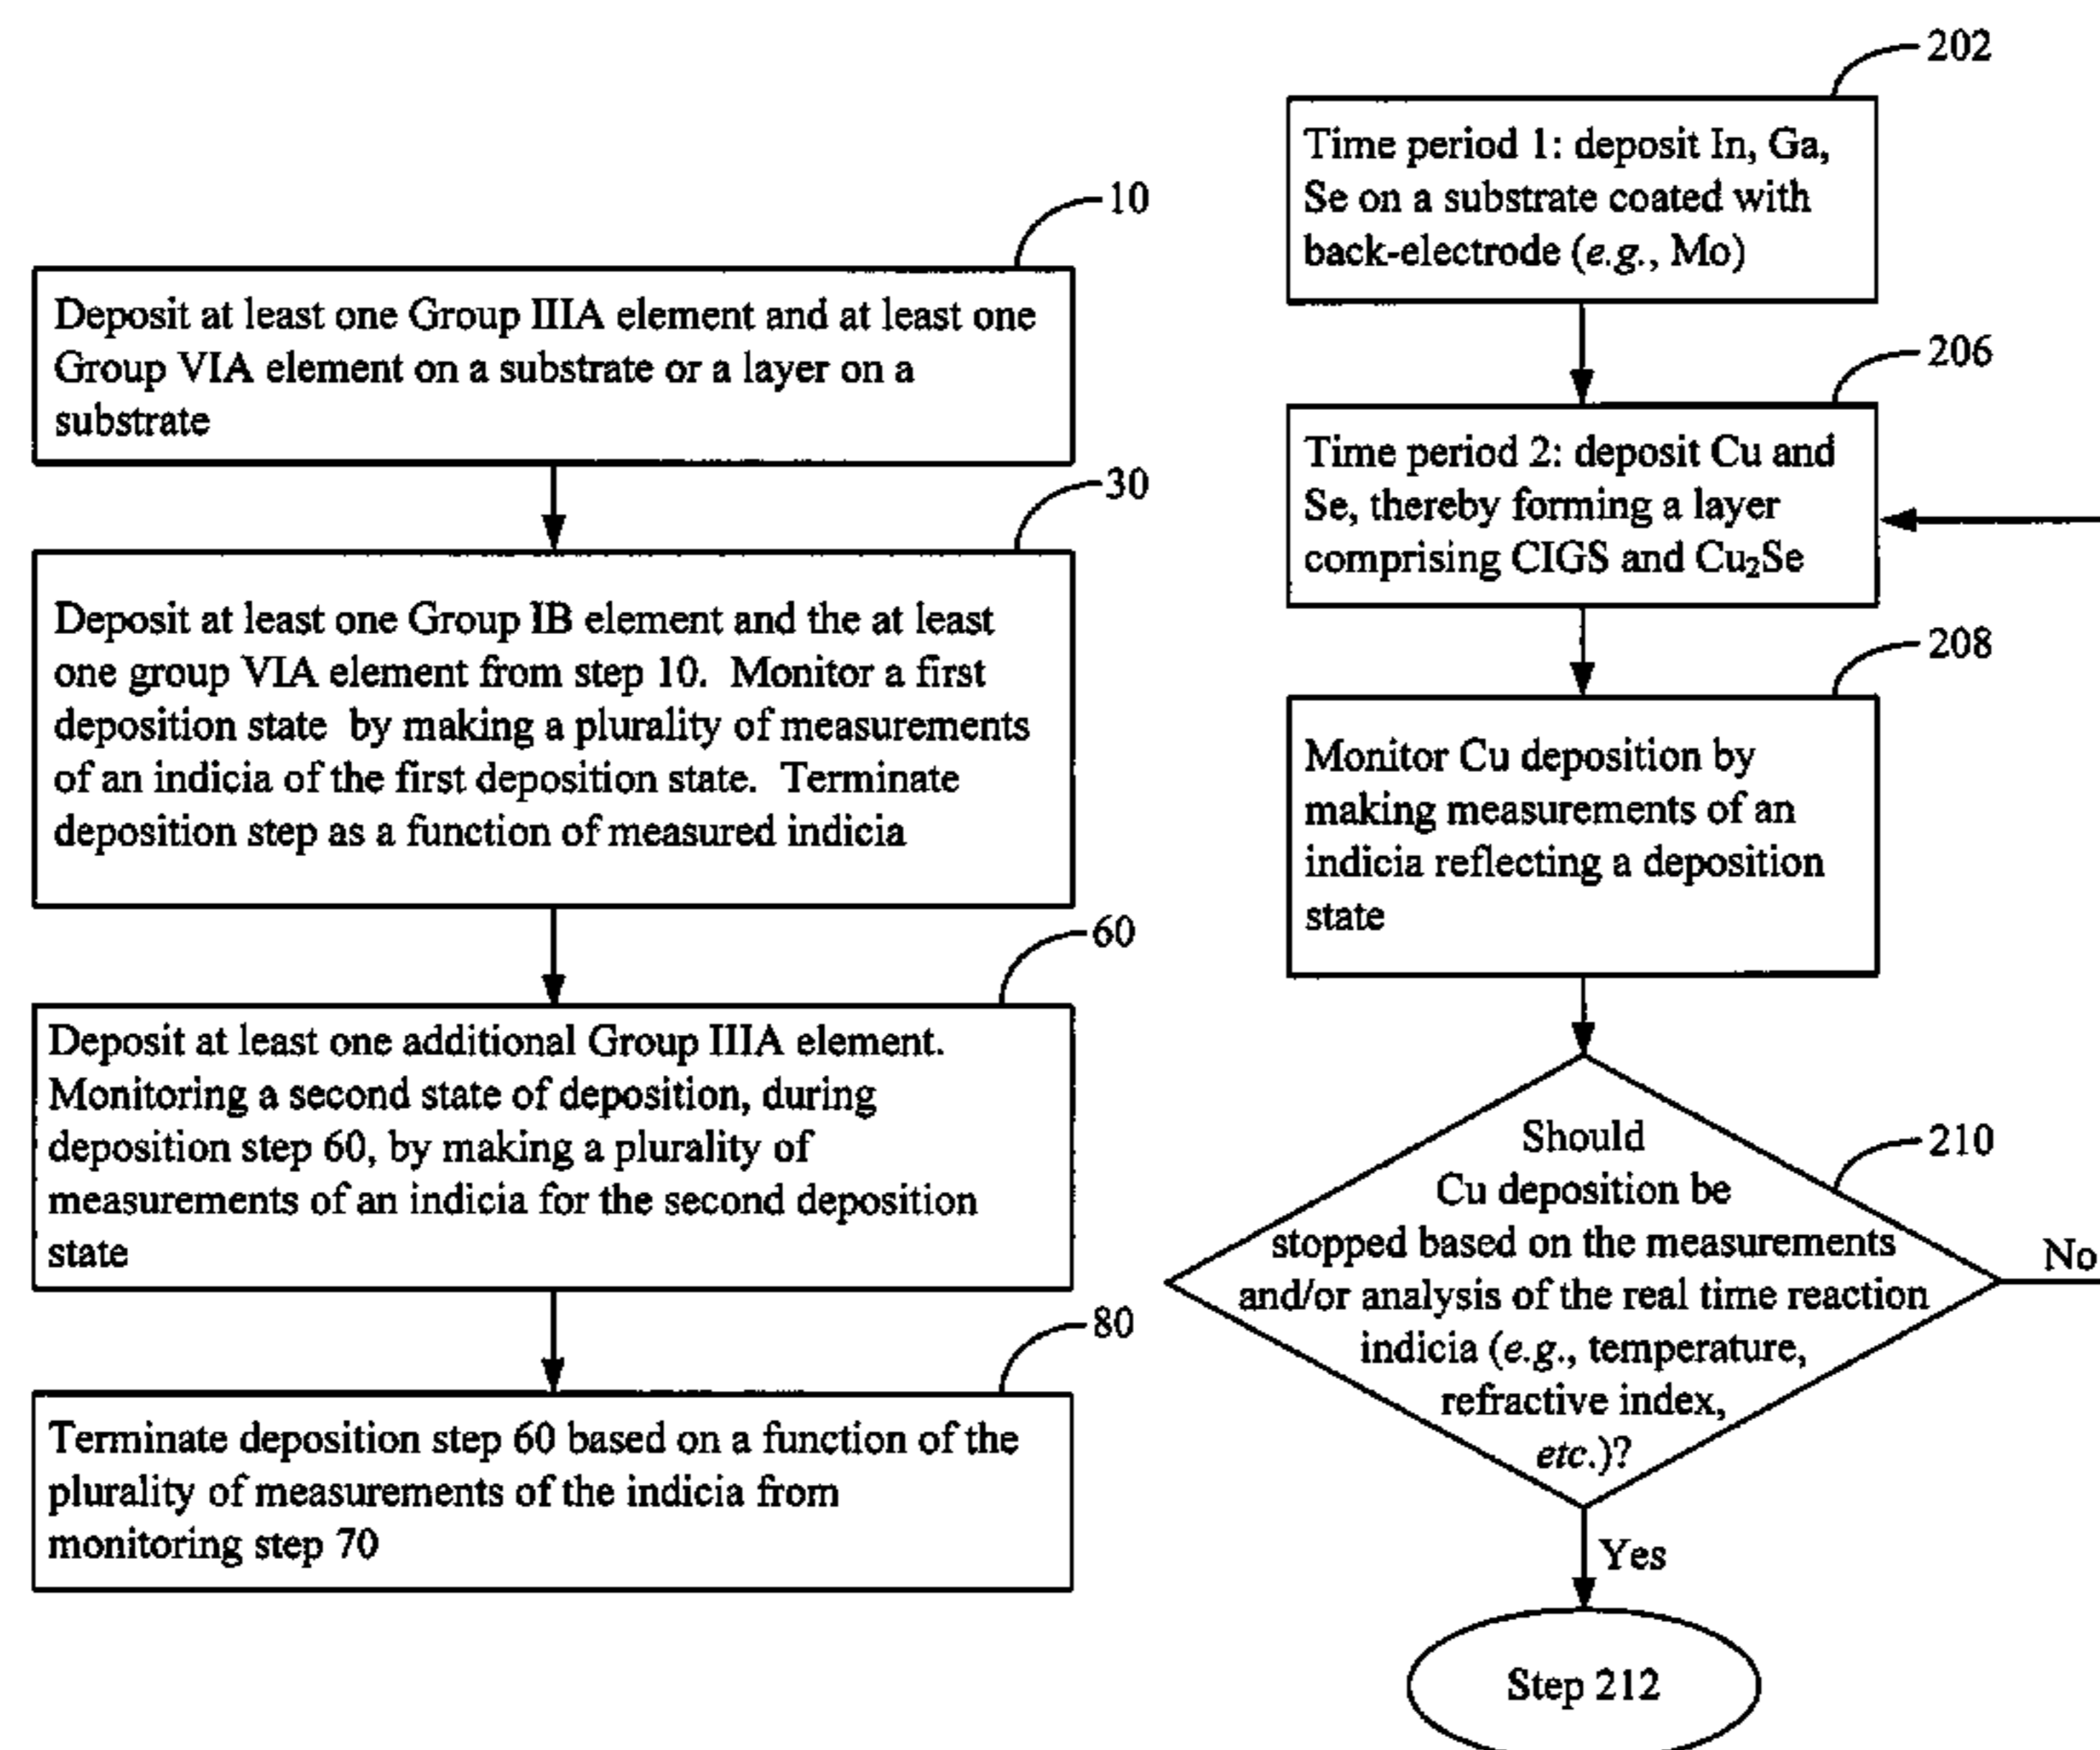 10
Deposit at least one Group IIIA element and at least one
Group VIA element on a substrate or a layer on a
substrate
30
Deposit at least one Group IB element and the at least
one group VIA element from step 10. Monitor a first
deposition state by making a plurality of measurements
of an indicia of the first deposition state. Terminate
deposition step as a function of measured indicia
60
Deposit at least one additional Group IIIA element.
Monitoring a second state of deposition, during
deposition step 60, by making a plurality of
measurements of an indicia for the second deposition
state
80
Terminate deposition step 60 based on a function of the
plurality of measurements of the indicia from
monitoring step 70
202
Time period 1: deposit In, Ga,
Se on a substrate coated with
back-electrode (e.g., Mo)
206
Time period 2: deposit Cu and
Se, thereby forming a layer
comprising CIGS and Cu₂Se
208
Monitor Cu deposition by
making measurements of an
indicia reflecting a deposition
state
210
Should
Cu deposition be
stopped based on the measurements
and/or analysis of the real time reaction
indicia (e.g., temperature,
refractive index,
etc.)?
No
Yes
Step 212